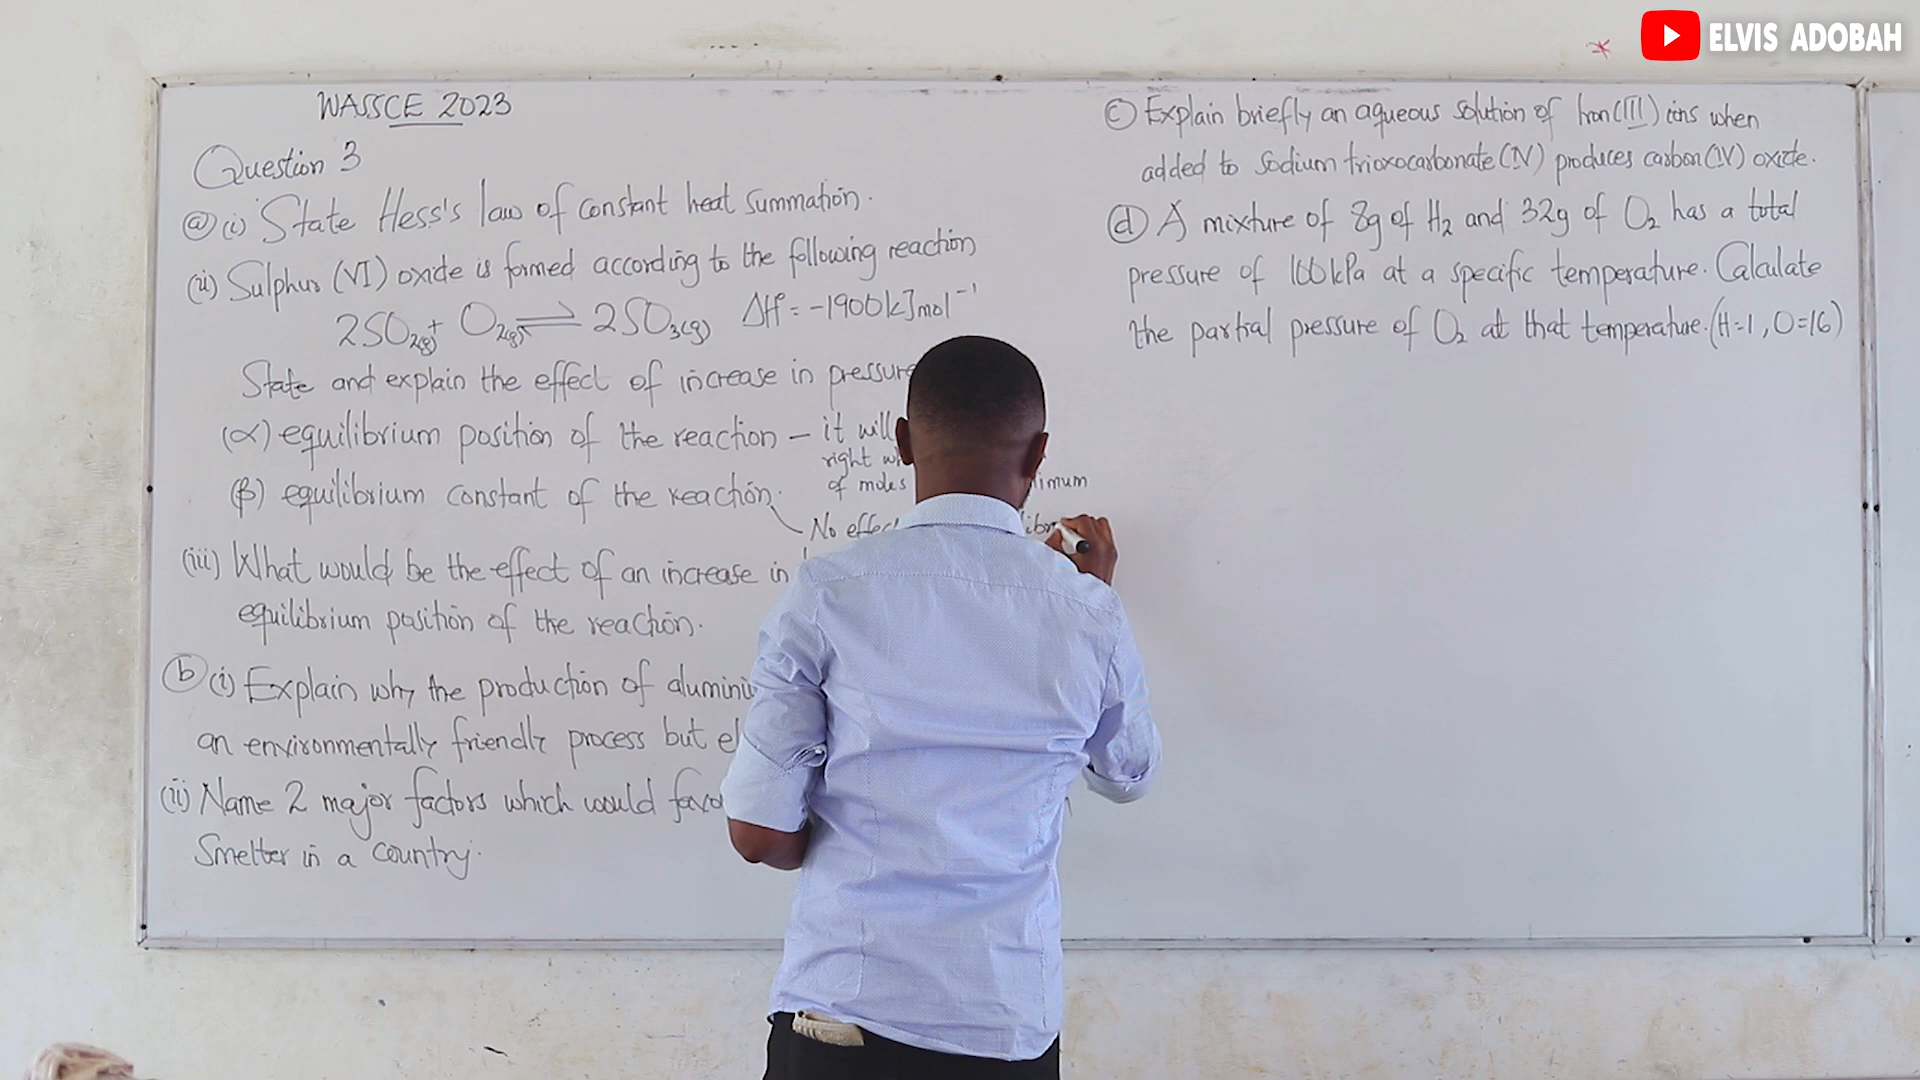 ELVIS ADOBAH
WASSCE 2023
Question 3
(a) (i) State Hess's law of constant heat summation.
(ii) Sulphur (VI) oxide is formed according to the following reaction
2SO2(g) + O2(g) ⇌ 2SO3(g) ΔHº = -1900kJmol⁻¹
State and explain the effect of increase in pressure
(α) equilibrium position of the reaction – it will
right
of moles
(β) equilibrium constant of the reaction.
No effect
(iii) What would be the effect of an increase in
equilibrium position of the reaction.
(b) (i) Explain why the production of
an environmentally friendly process but
(ii) Name 2 major factors which would
Smelter in a country.
(c) Explain briefly an aqueous solution of Iron(III) ions when
added to Sodium trioxocarbonate(IV) produces carbon(IV) oxide.
(d) A mixture of 8g of H2 and 32g of O2 has a total
pressure of 100kPa at a specific temperature. Calculate
the partial pressure of O2 at that temperature. (H=1, O=16)